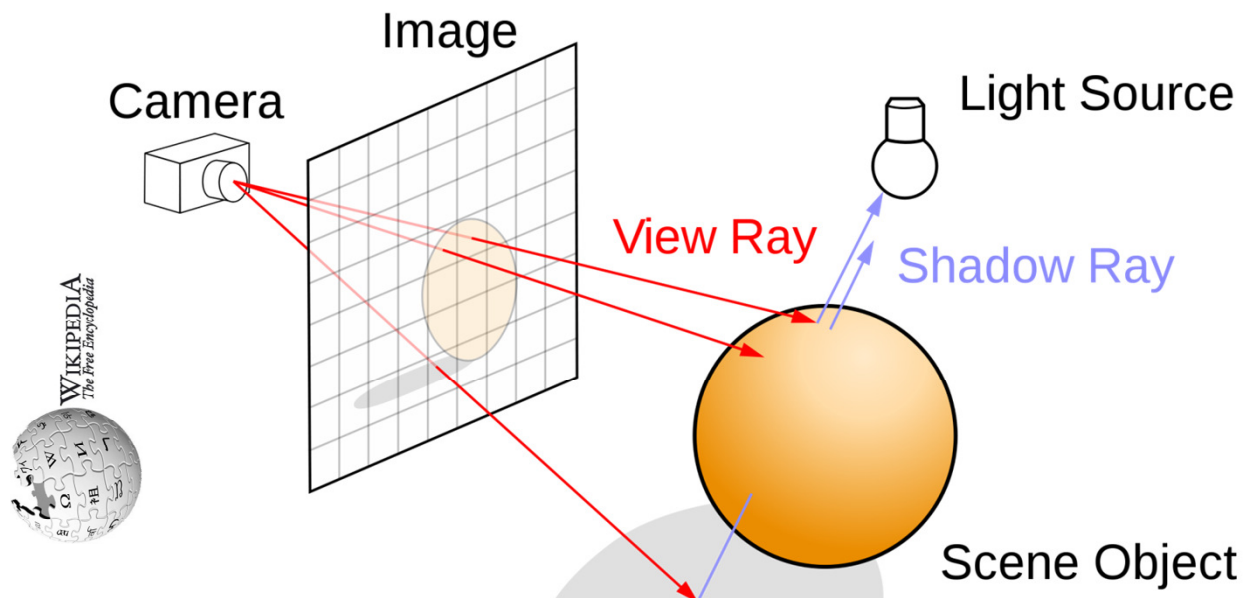 Image
Camera
Light Source
View Ray
Shadow Ray
WIKIPEDIA
The Free Encyclopedia
Scene Object